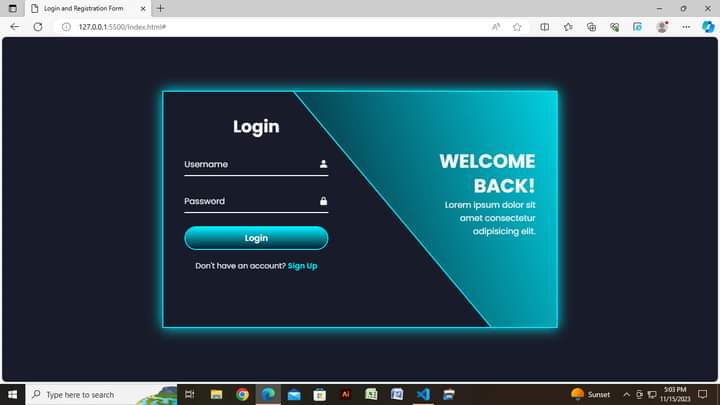 Login and Registration Form
127.0.0.1:5500/Index.html#
Login
Username
Password
Login
Don't have an account? Sign Up
WELCOME
BACK!
Lorem ipsum dolor sit
amet consectetur
adipisicing elit.
Type here to search
Ai
Sunset
5:03 PM
11/15/2023